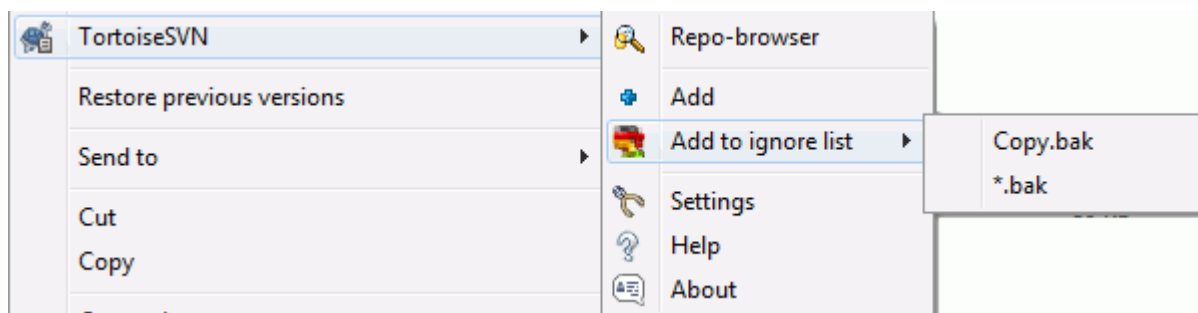 TortoiseSVN
Restore previous versions
Send to
Cut
Copy
Repo-browser
Add
Add to ignore list
Settings
Help
About
Copy.bak
*.bak